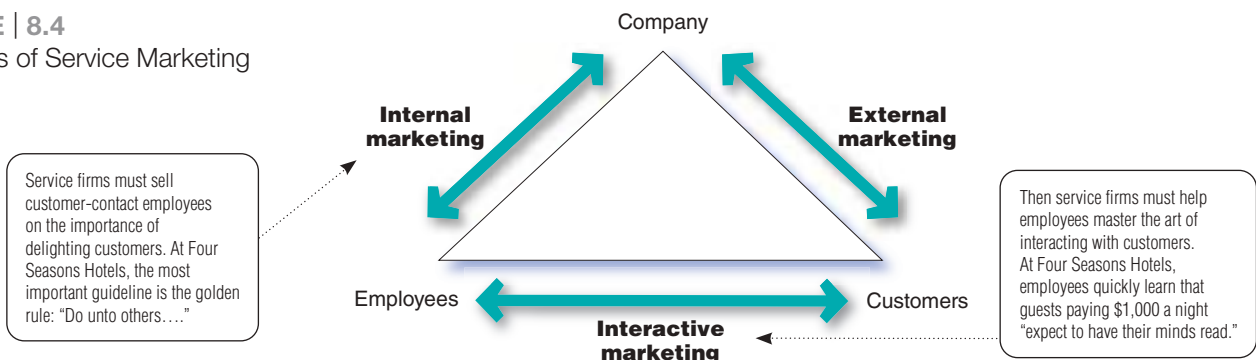 E | 8.4
s of Service Marketing
Company
Internal
marketing
External
marketing
Service firms must sell
customer-contact employees
on the importance of
delighting customers. At Four
Seasons Hotels, the most
important guideline is the golden
rule: “Do unto others….”
Then service firms must help
employees master the art of
interacting with customers.
At Four Seasons Hotels,
employees quickly learn that
guests paying $1,000 a night
“expect to have their minds read.”
Employees
Customers
Interactive
marketing